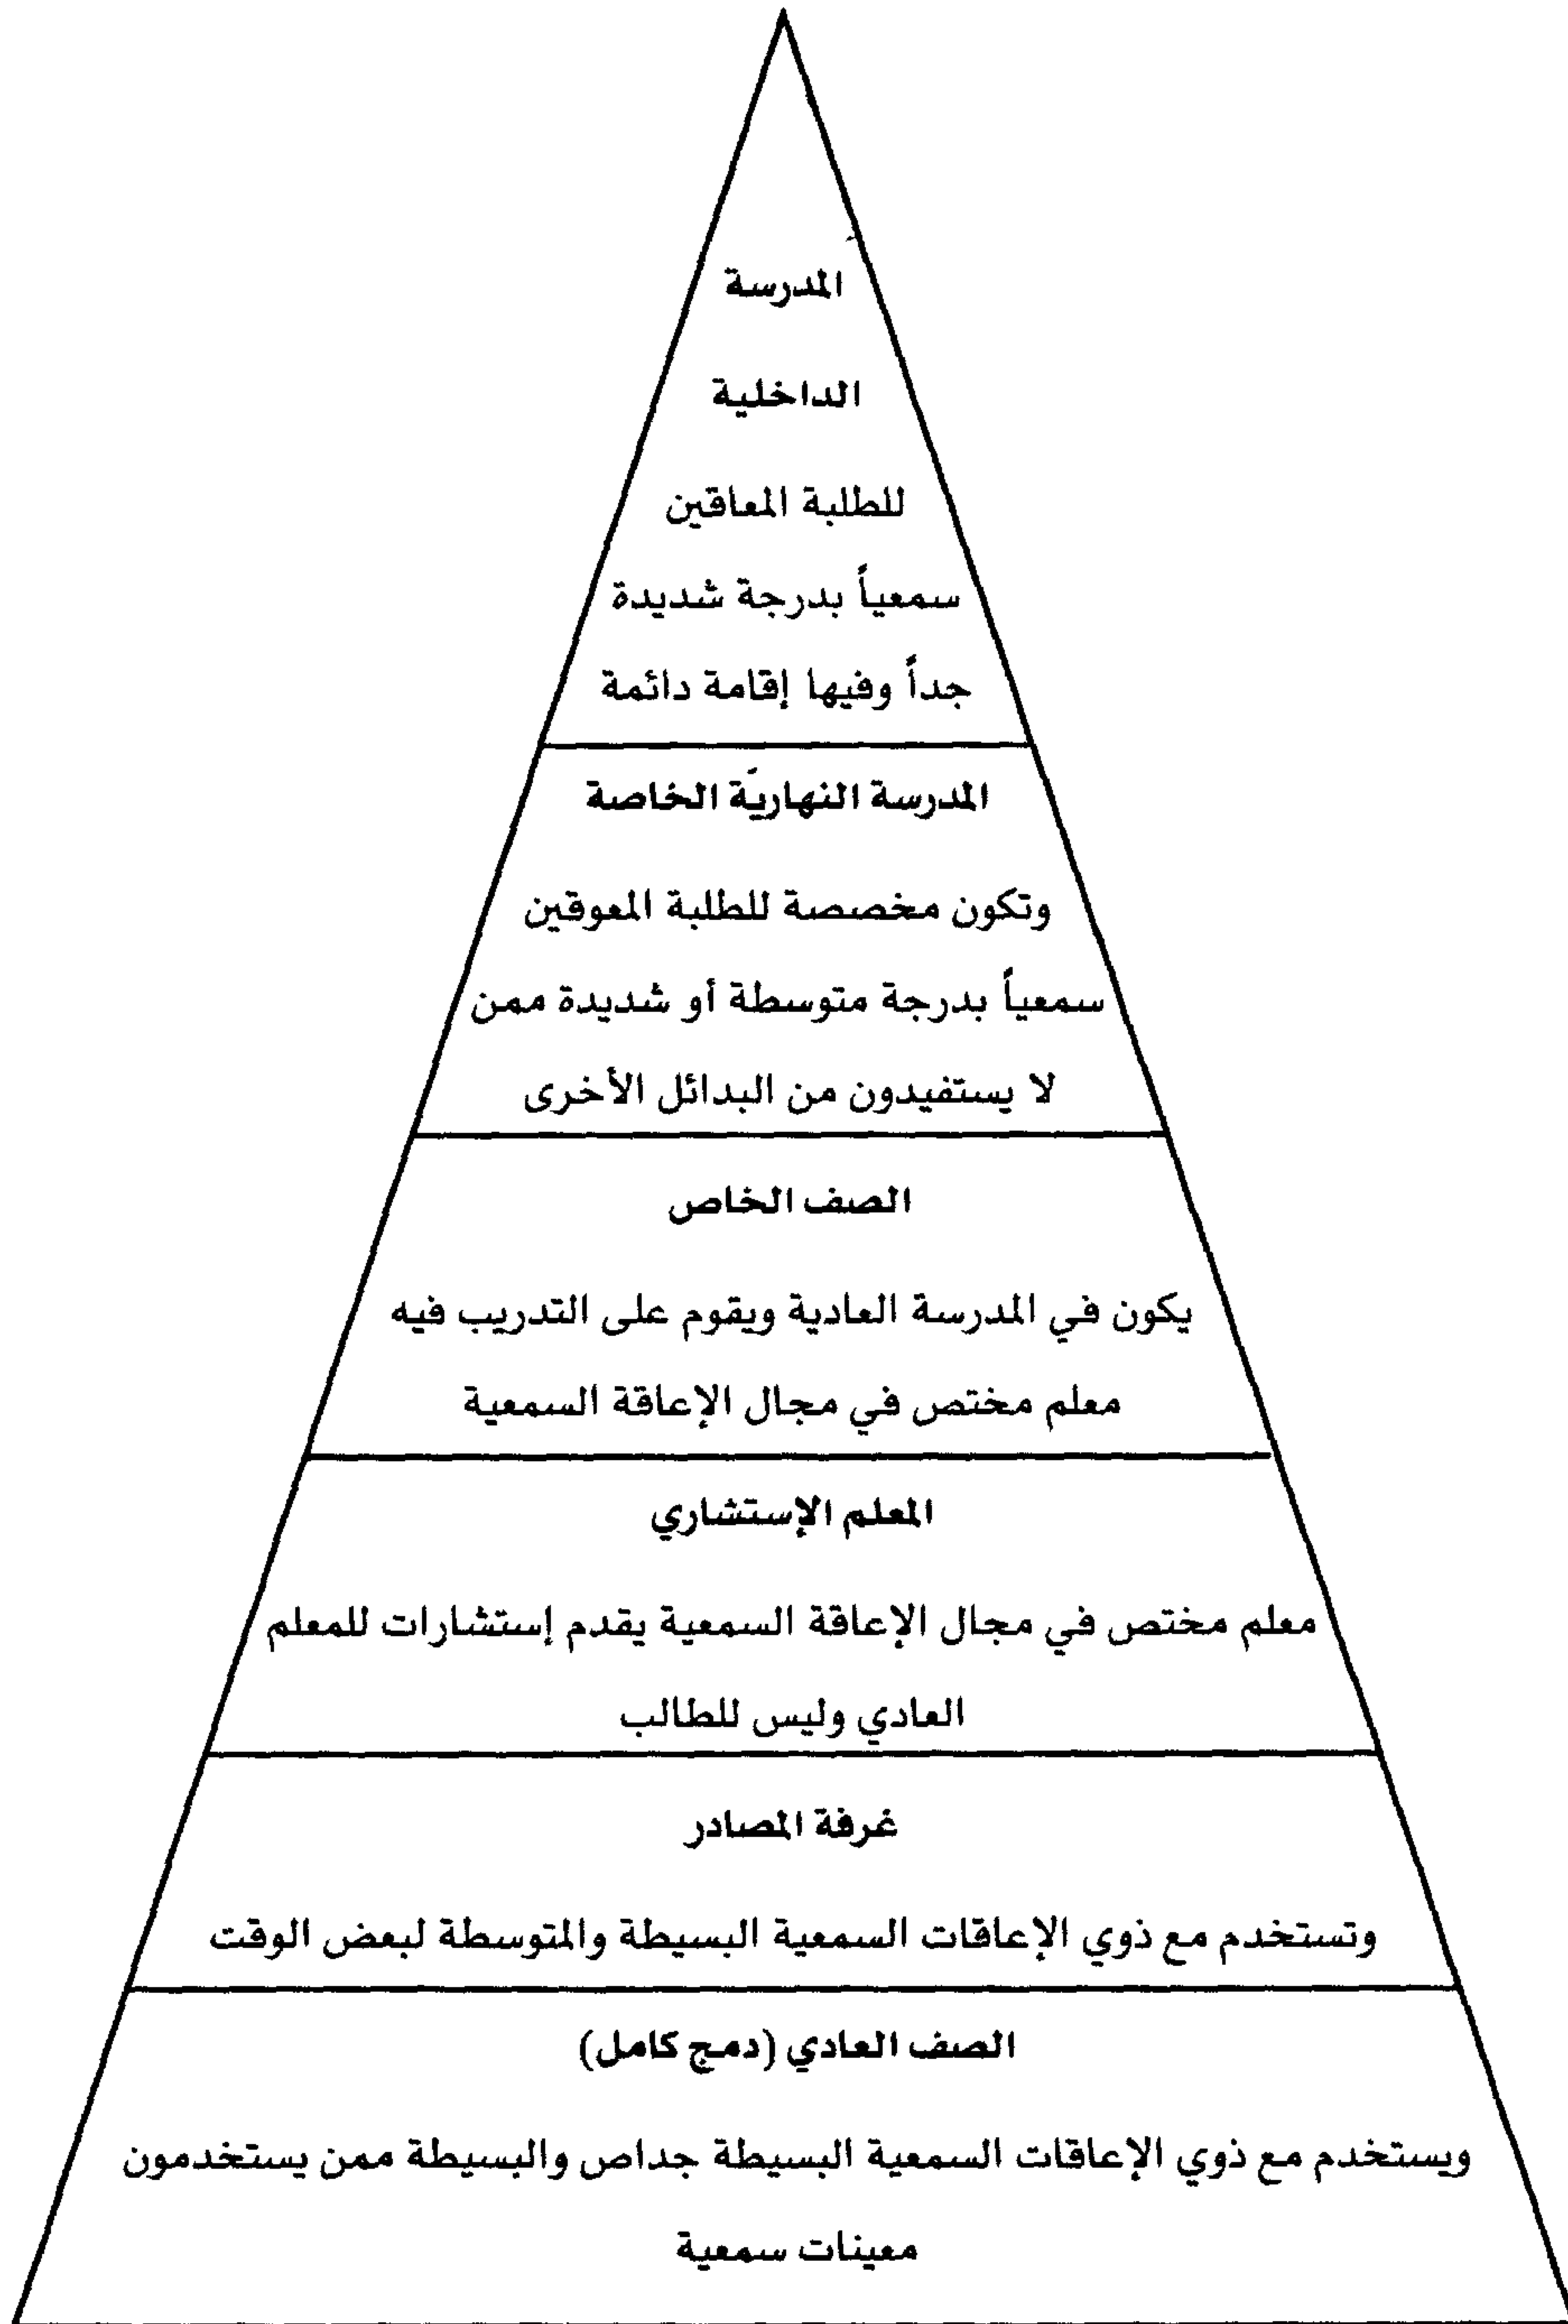 المدرسة
الداخلية
للطلبة المعاقين
سمعياً بدرجة شديدة
جداً وفيها إقامة دائمة
المدرسة النهاريّة الخاصة
وتكون مخصصة للطلبة المعوقين
سمعياً بدرجة متوسطة أو شديدة ممن
لا يستفيدون من البدائل الأخرى
الصف الخاص
يكون في المدرسة العادية ويقوم على التدريب فيه
معلم مختص في مجال الإعاقة السمعية
المعلم الإستشاري
معلم مختص في مجال الإعاقة السمعية يقدم إستشارات للمعلم
العادي وليس للطالب
غرفة المصادر
وتستخدم مع ذوي الإعاقات السمعية البسيطة والمتوسطة لبعض الوقت
الصف العادي (دمج كامل)
ويستخدم مع ذوي الإعاقات السمعية البسيطة جداص والبسيطة ممن يستخدمون
معينات سمعية